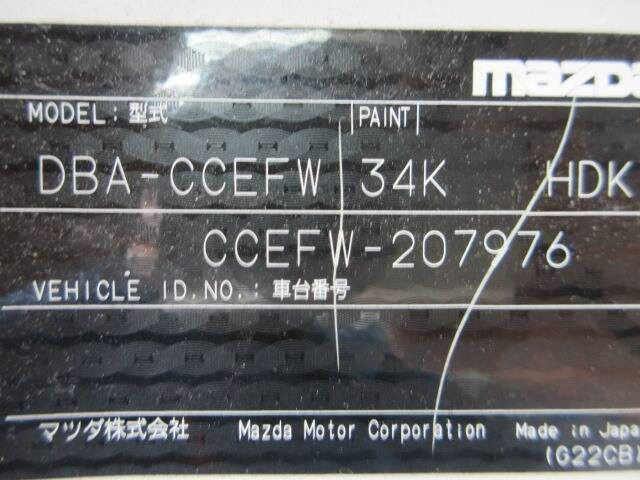 mazda
MODEL: 型式 PAINT
DBA-CCEFW 34K HDK
CCEFW-207976
VEHICLE ID.NO.: 車台番号
マツダ株式会社 Mazda Motor Corporation Made in Japa
(G22CB)